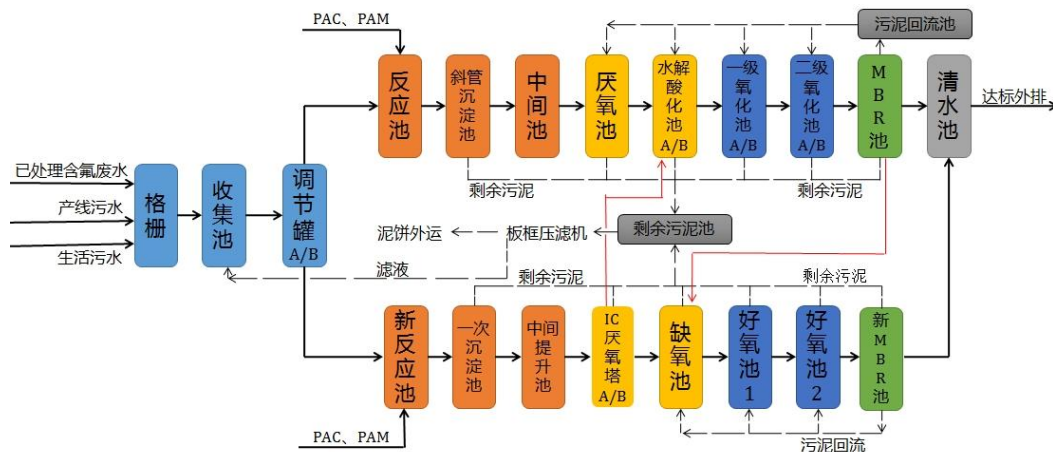 PAC、PAM
污泥回流池
反应池
斜管沉淀池
中间池
厌氧池
水解酸化池A/B
一级氧化池A/B
二级氧化池A/B
MBR池
清水池
达标外排
已处理含氟废水
产线污水
生活污水
格栅
收集池
调节罐A/B
剩余污泥
剩余污泥
泥饼外运
板框压滤机
剩余污泥池
滤液
剩余污泥
剩余污泥
新反应池
一次沉淀池
中间提升池
IC厌氧塔A/B
缺氧池
好氧池1
好氧池2
新MBR池
PAC、PAM
污泥回流